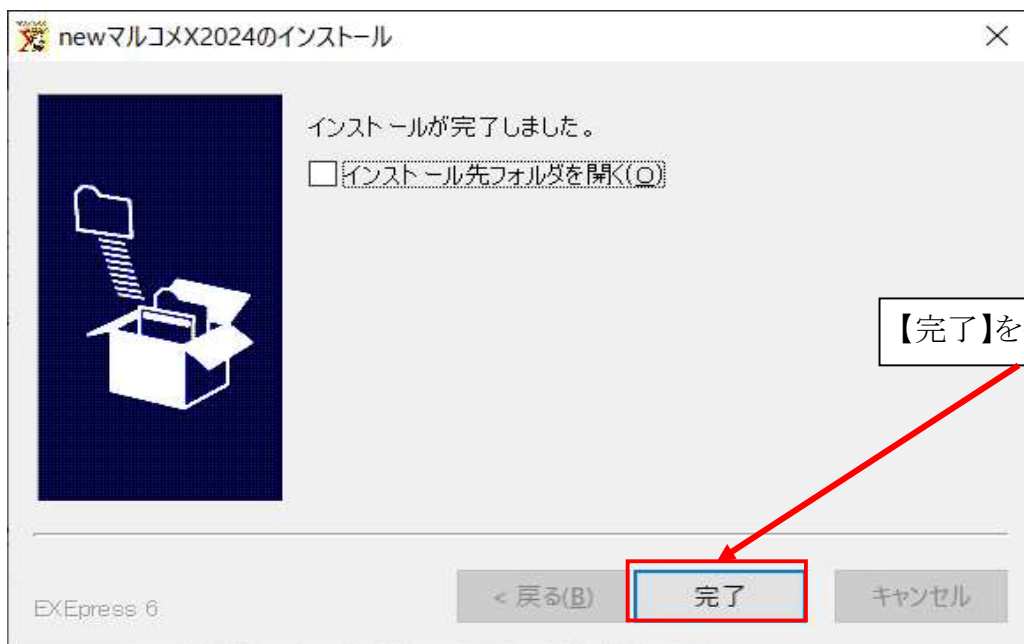 newマルコメX2024のインストール
インストールが完了しました。
インストール先フォルダを開く(O)
【完了】を
< 戻る(B)
完了
キャンセル
EXEpress 6